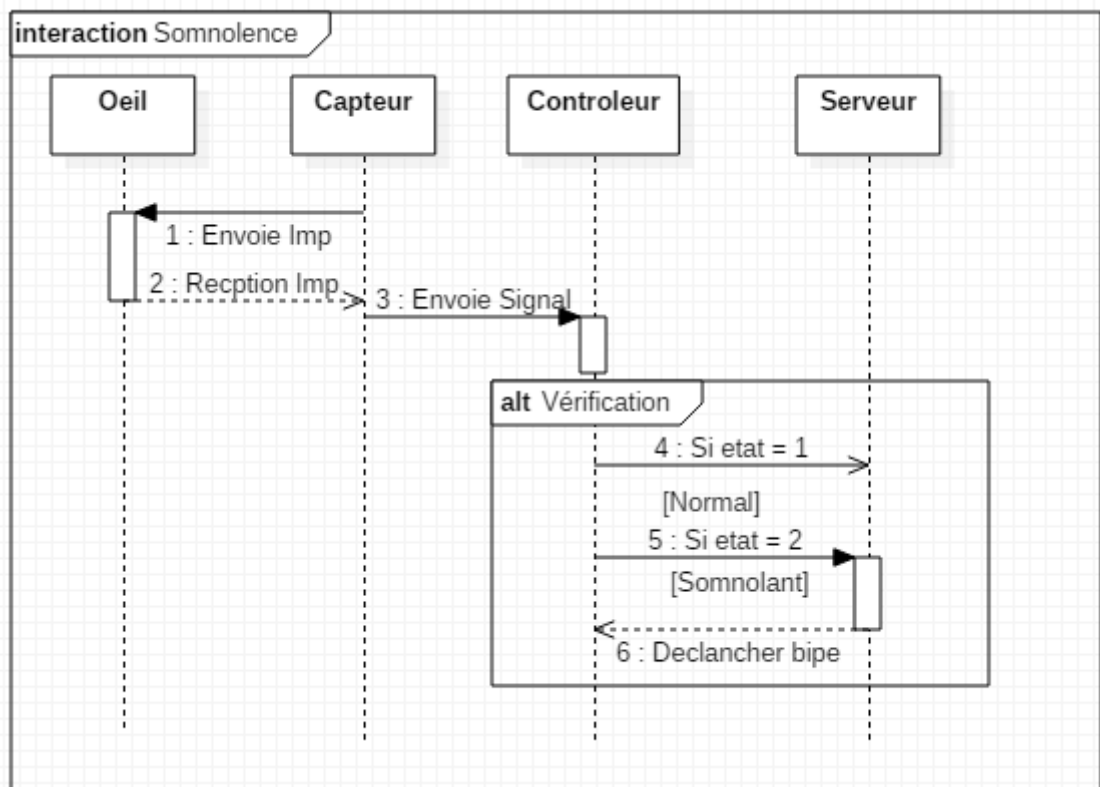 interaction Somnolence
Oeil
Capteur
Controleur
Serveur
1 : Envoie Imp
2 : Recption Imp
3 : Envoie Signal
alt Vérification
4 : Si etat = 1
[Normal]
5 : Si etat = 2
[Somnolant]
6 : Declancher bipe